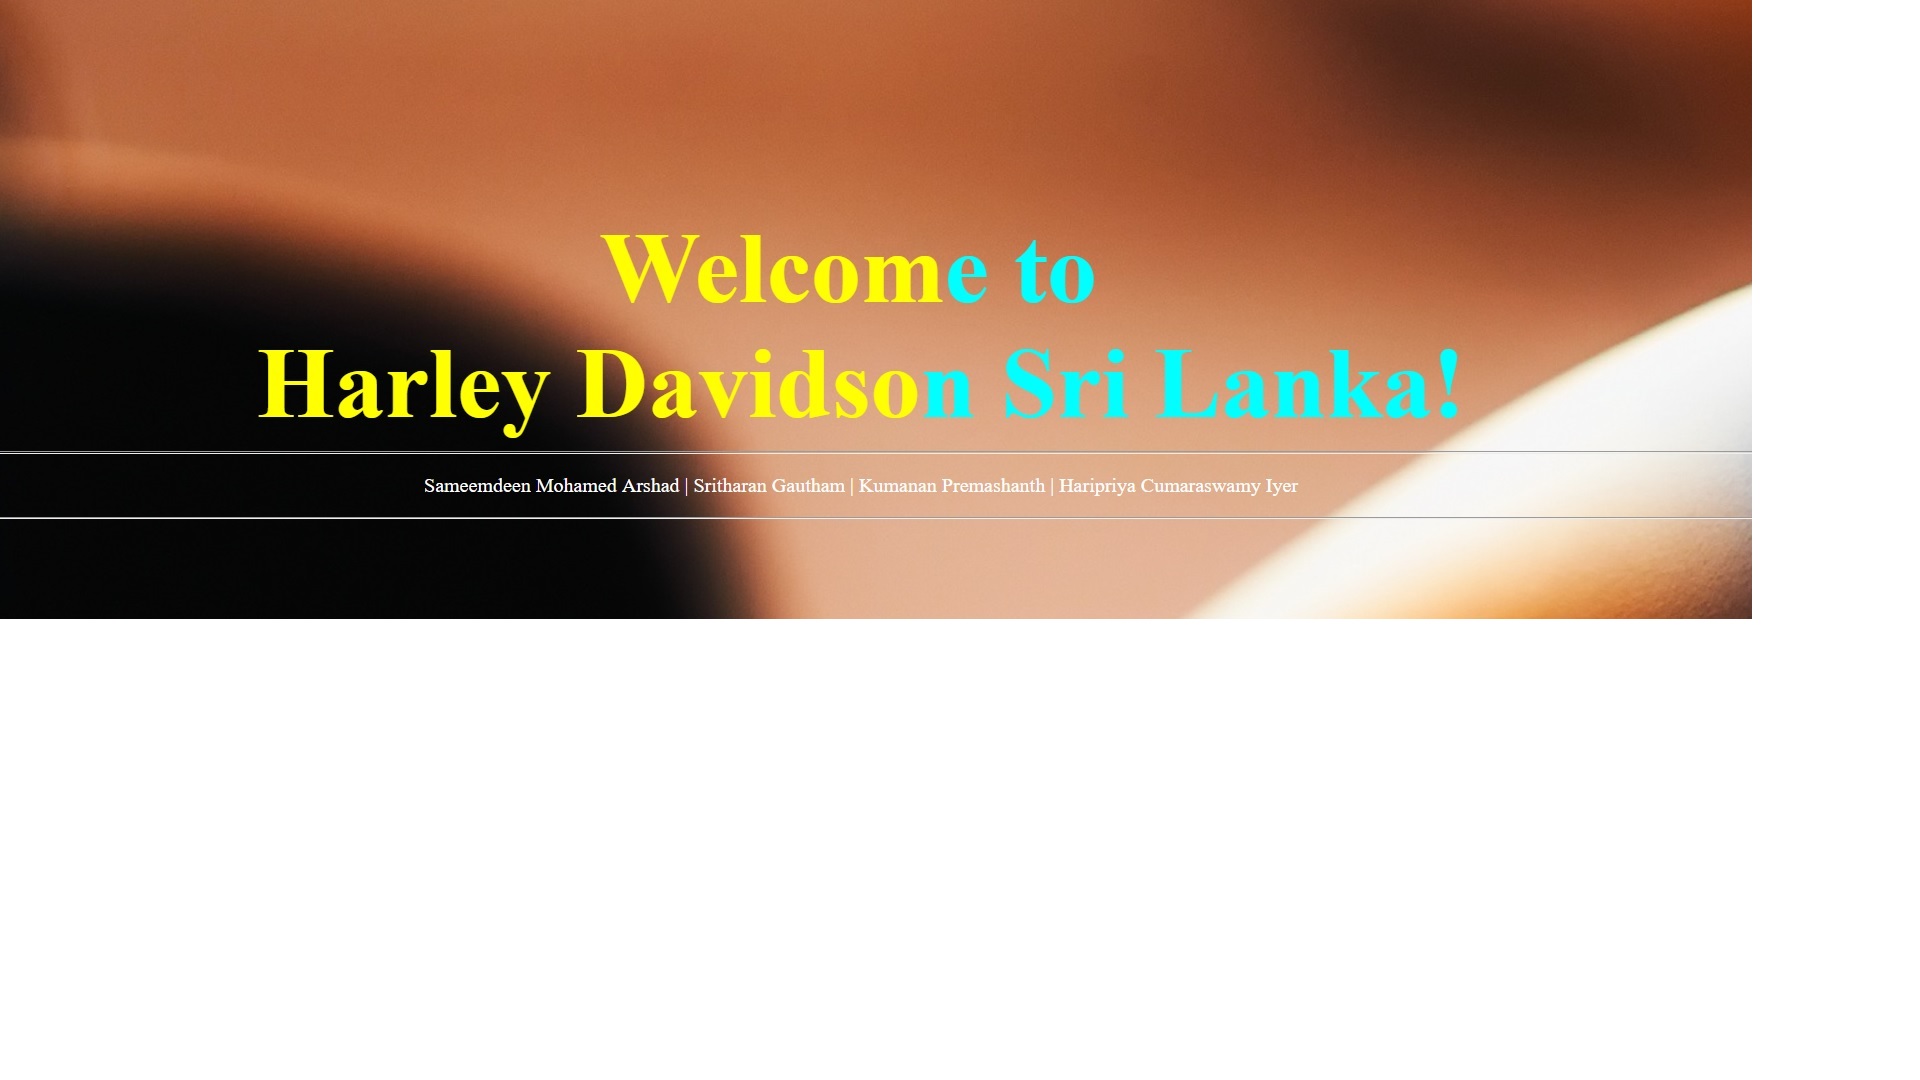 Welcome to
Harley Davidson Sri Lanka!
Sameemdeen Mohamed Arshad | Sritharan Gautham | Kumanan Premashanth | Haripriya Cumaraswamy Iyer